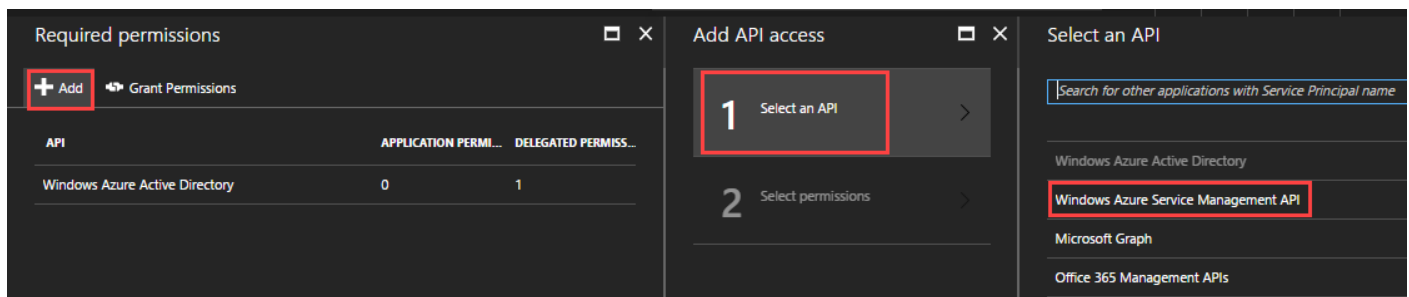 Required permissions
Add Grant Permissions
API APPLICATION PERMI... DELEGATED PERMISS...
Windows Azure Active Directory 0 1
Add API access
1 Select an API
2 Select permissions
Select an API
Search for other applications with Service Principal name
Windows Azure Active Directory
Windows Azure Service Management API
Microsoft Graph
Office 365 Management APIs